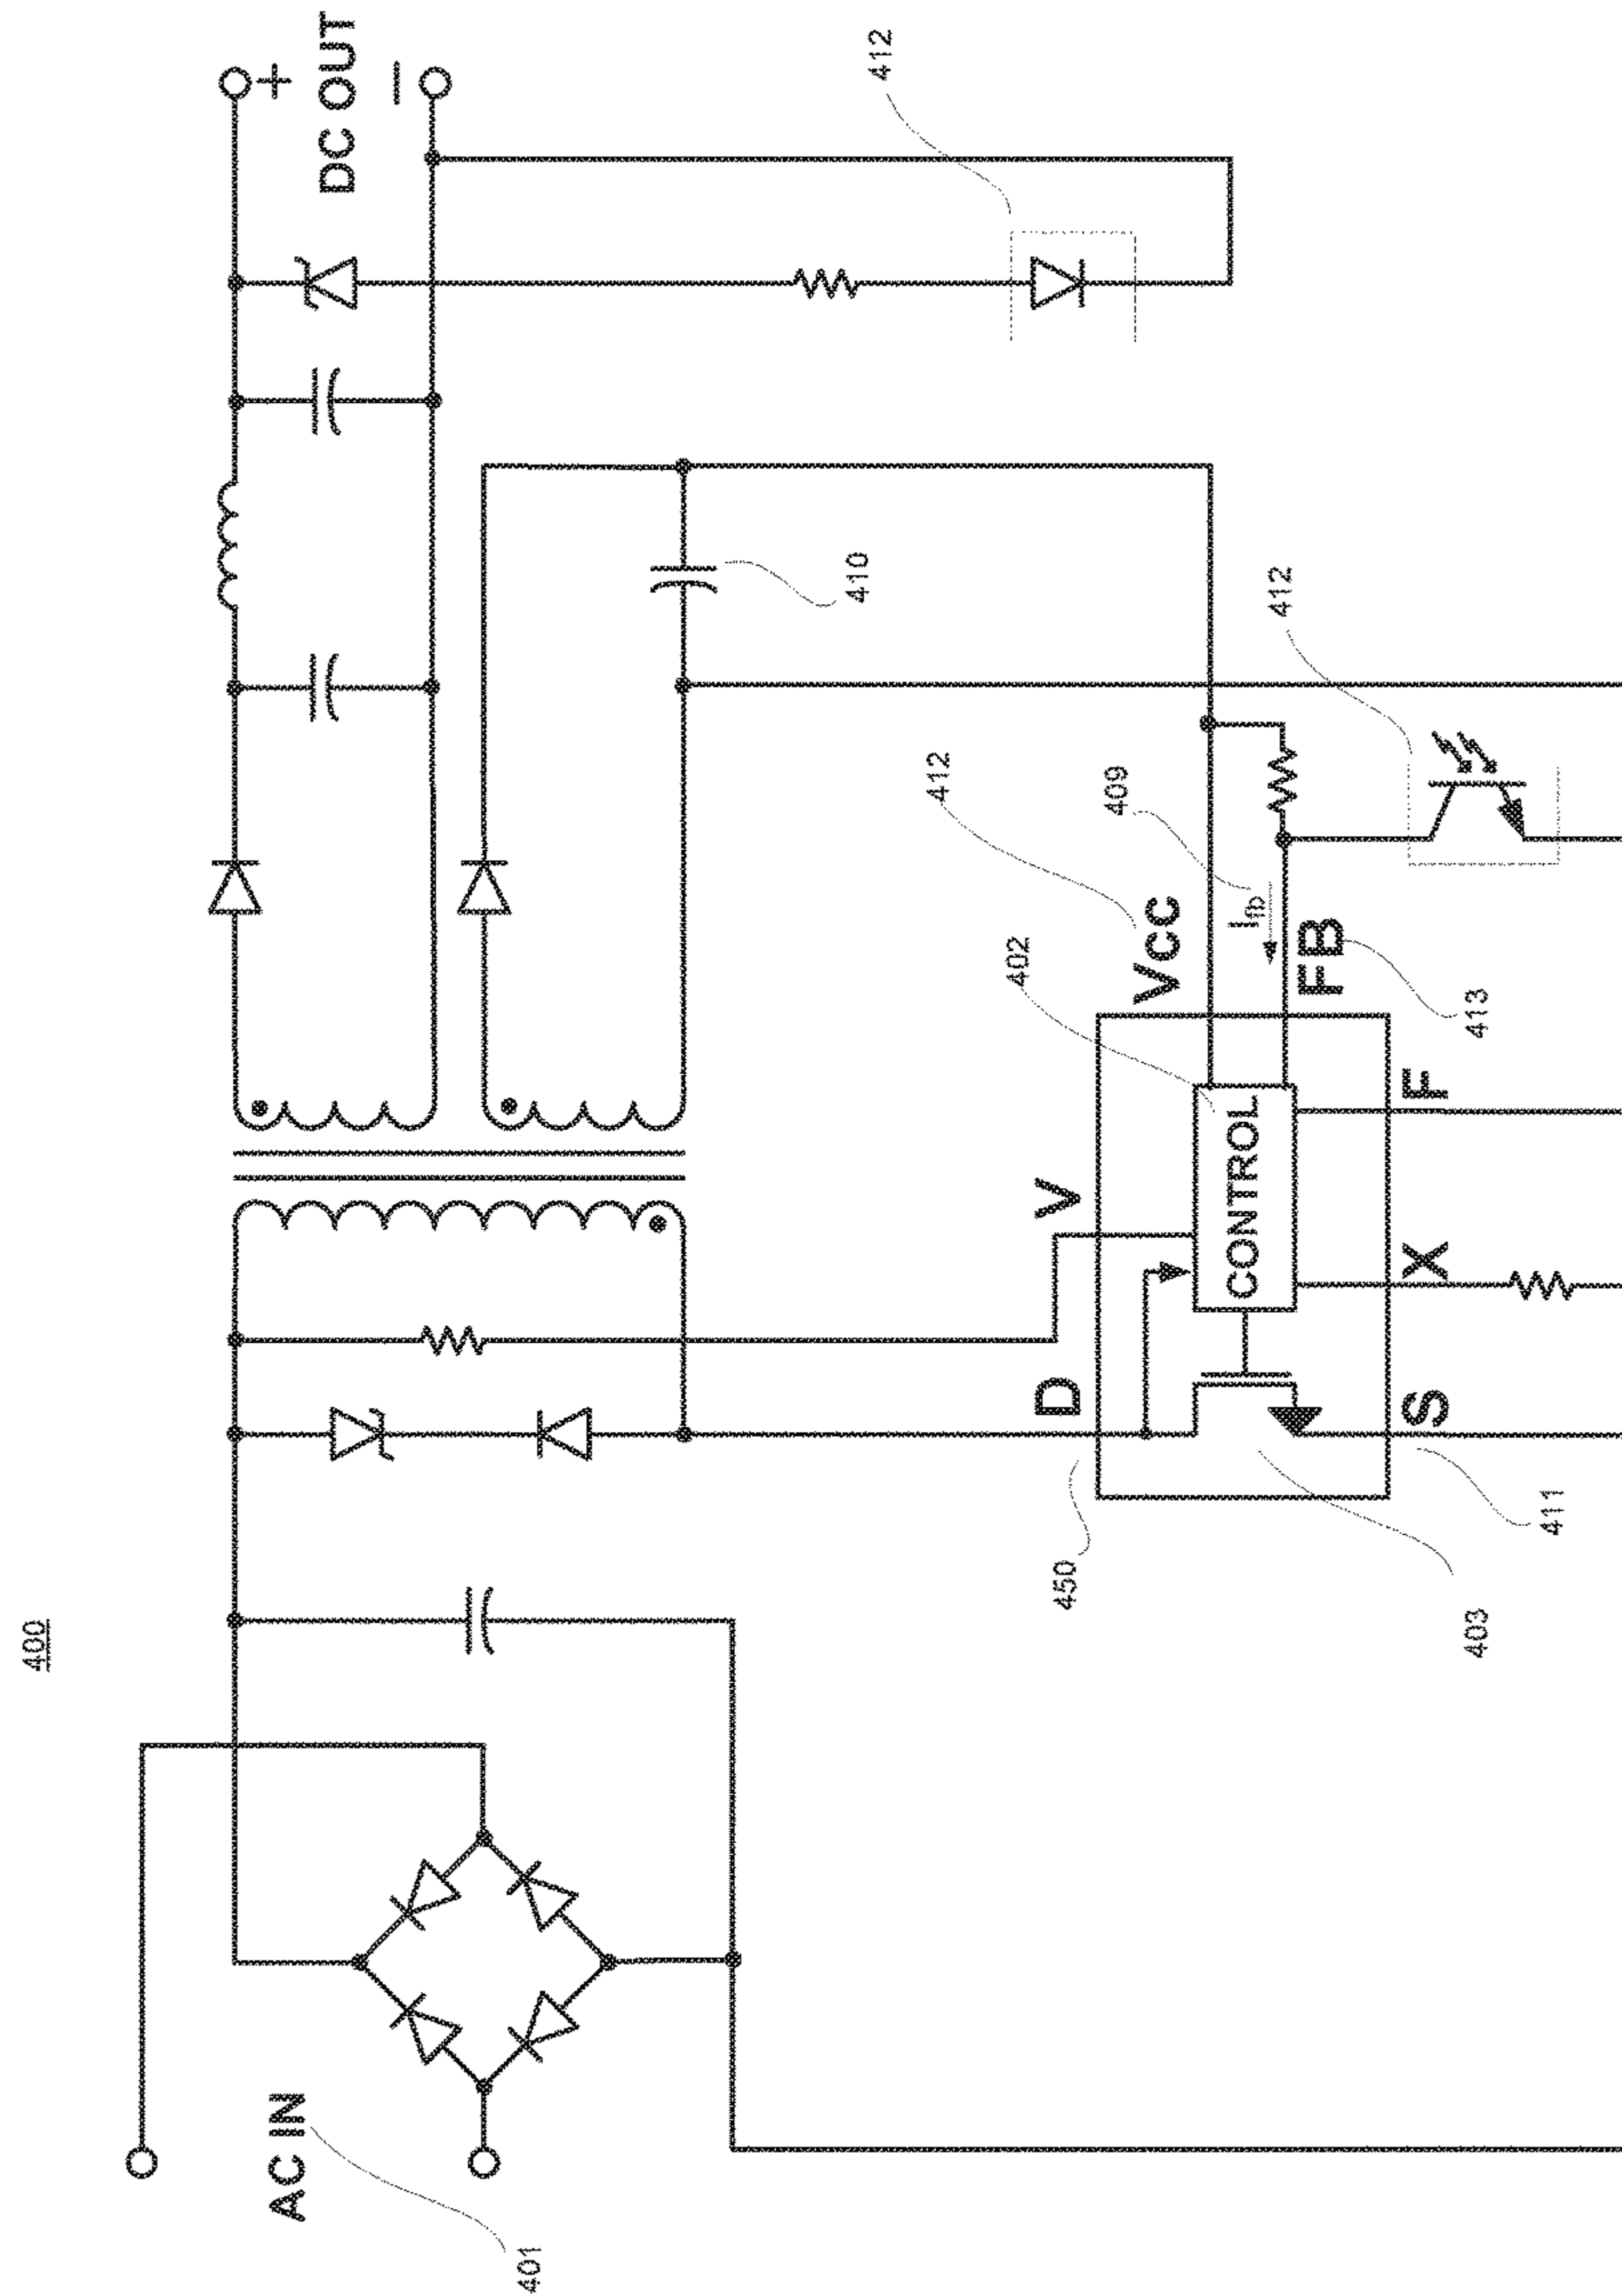 400
AC IN
401
+
DC OUT
−
412
410
412
412
409
Vcc
I_fb
402
FB
413
V
D
CONTROL
F
X
S
450
411
403